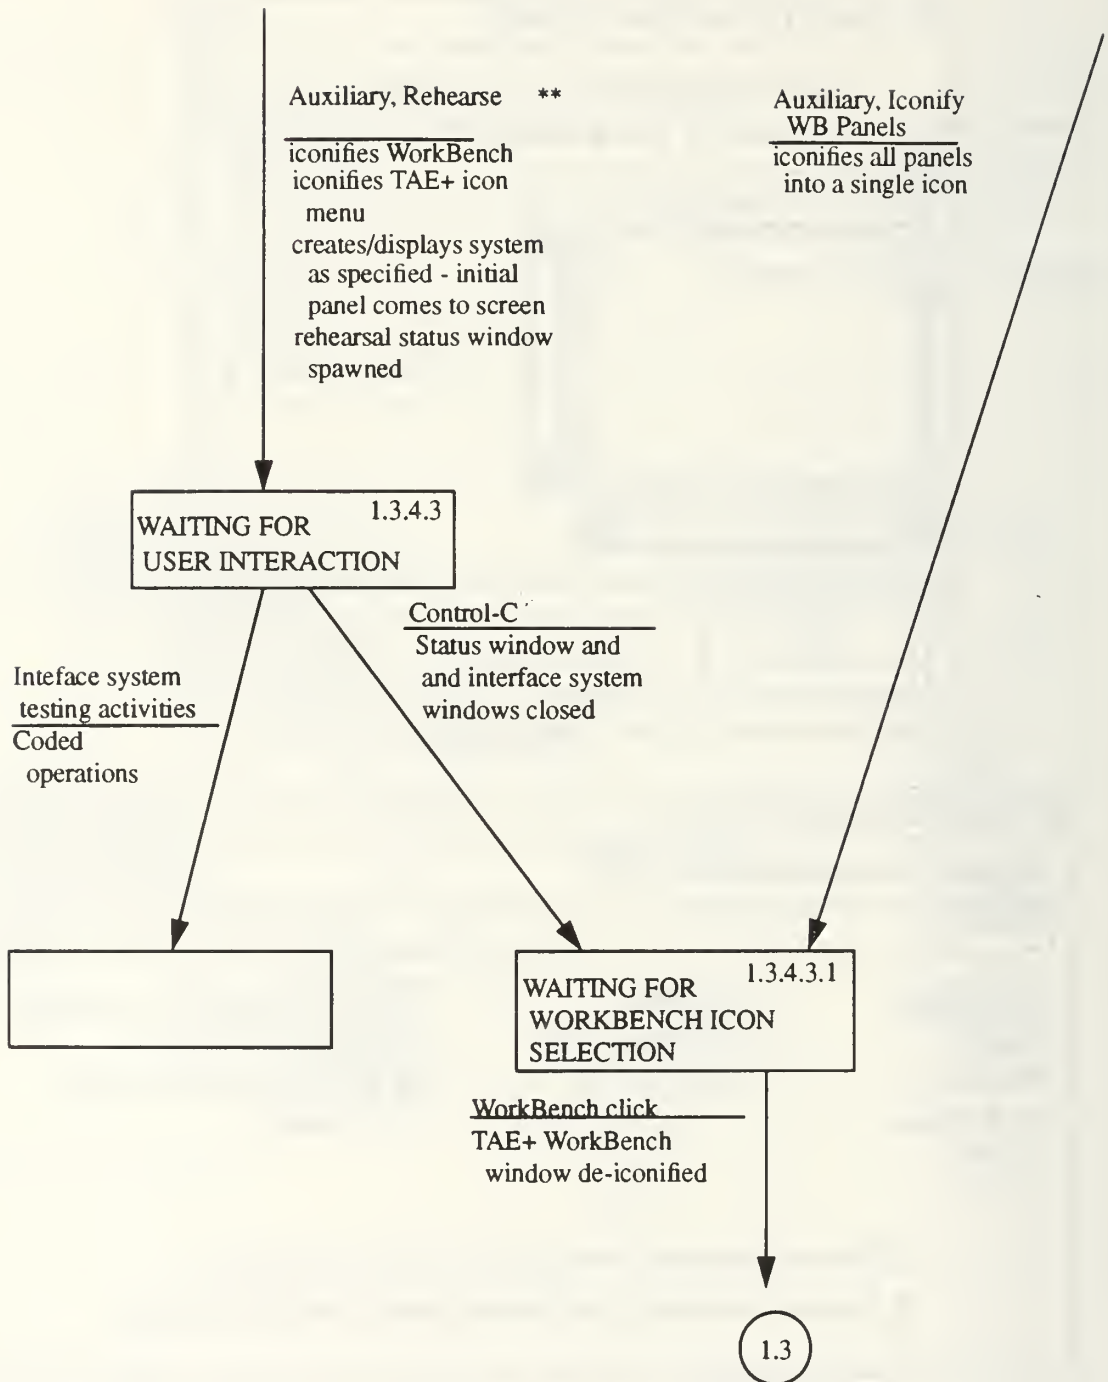 Auxiliary, Rehearse **
iconifies WorkBench
iconifies TAE+ icon
menu
creates/displays system
as specified - initial
panel comes to screen
rehearsal status window
spawned
Auxiliary, Iconify
WB Panels
iconifies all panels
into a single icon
1.3.4.3
WAITING FOR
USER INTERACTION
Control-C
Status window and
and interface system
windows closed
Inteface system
testing activities
Coded
operations
1.3.4.3.1
WAITING FOR
WORKBENCH ICON
SELECTION
WorkBench click
TAE+ WorkBench
window de-iconified
1.3